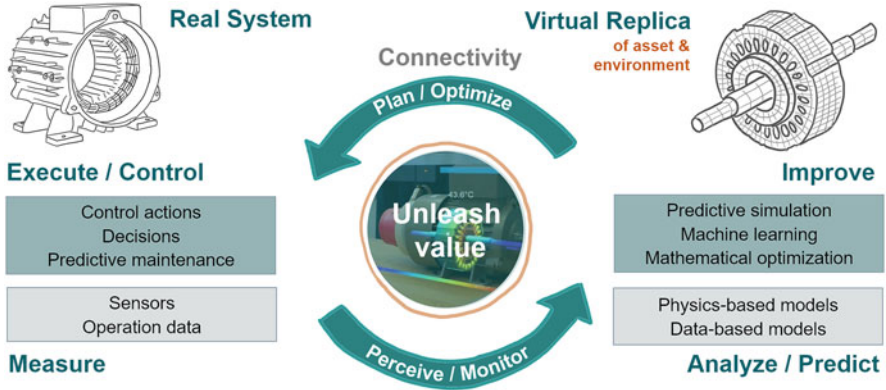 Real System
Virtual Replica
of asset &
environment
Connectivity
Plan / Optimize
Execute / Control
Control actions
Decisions
Predictive maintenance
Sensors
Operation data
Measure
43.6°C
Unleash
value
Improve
Predictive simulation
Machine learning
Mathematical optimization
Physics-based models
Data-based models
Analyze / Predict
Perceive / Monitor